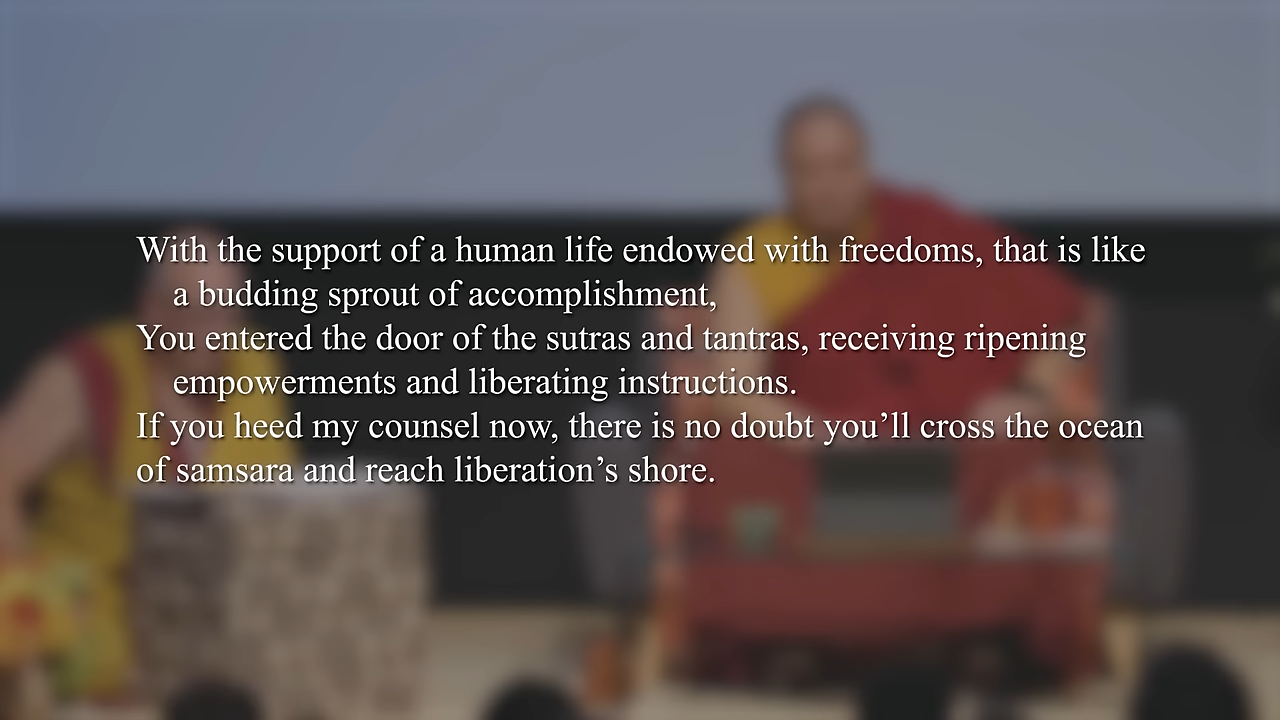 With the support of a human life endowed with freedoms, that is like
a budding sprout of accomplishment,
You entered the door of the sutras and tantras, receiving ripening
empowerments and liberating instructions.
If you heed my counsel now, there is no doubt you’ll cross the ocean
of samsara and reach liberation’s shore.